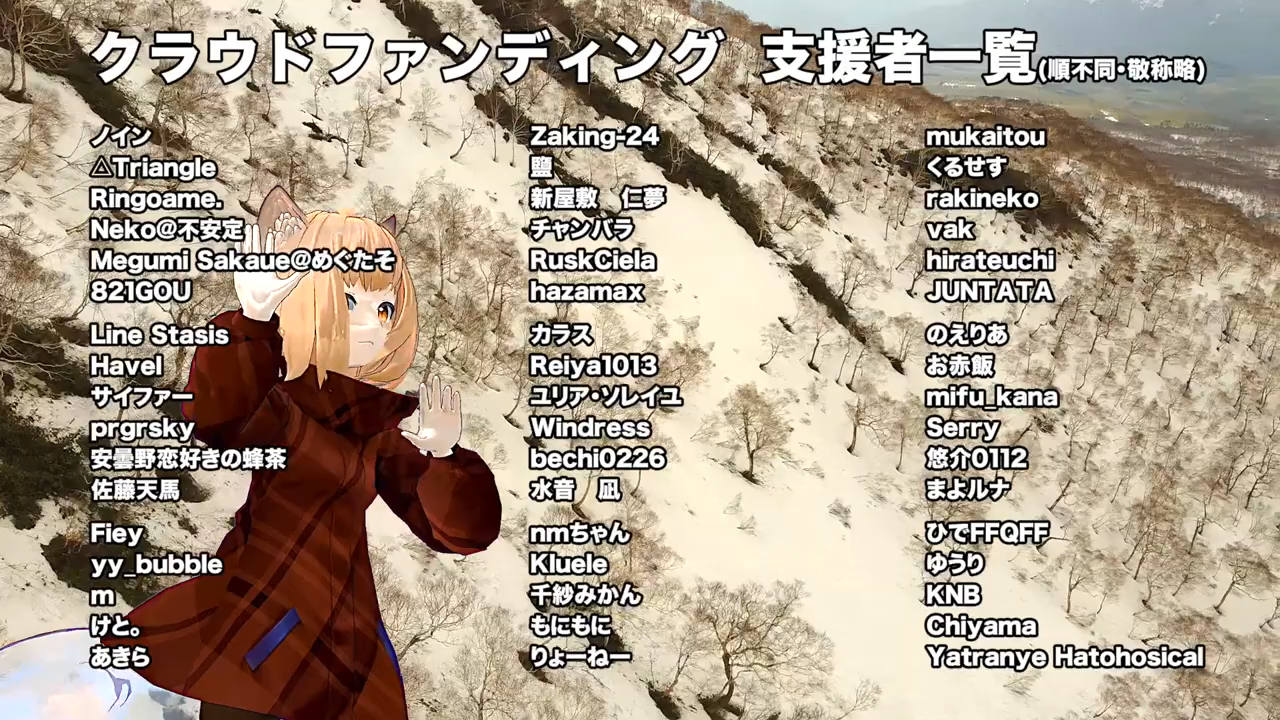 クラウドファンディング 支援者一覧(順不同・敬称略)
ノイン
△Triangle
Ringoame.
Neko@不安定
Megumi Sakaue@めぐたそ
821GOU
Line Stasis
Havel
サイファー
prgrsky
安曇野恋好きの蜂茶
佐藤天馬
Fiey
yy_bubble
m
けと。
あきら
Zaking-24
鹽
新屋敷 仁夢
チャンバラ
RuskCiela
hazamax
カラス
Reiya1013
ユリア・ソレイユ
Windress
bechi0226
水音 凪
nmちゃん
Kluele
千紗みかん
もにもに
りょーねー
mukaitou
くるせす
rakineko
vak
hirateuchi
JUNTATA
のえりあ
お赤飯
mifu_kana
Serry
悠介0112
まよルナ
ひでFFQFF
ゆうり
KNB
Chiyama
Yatranye Hatohosical